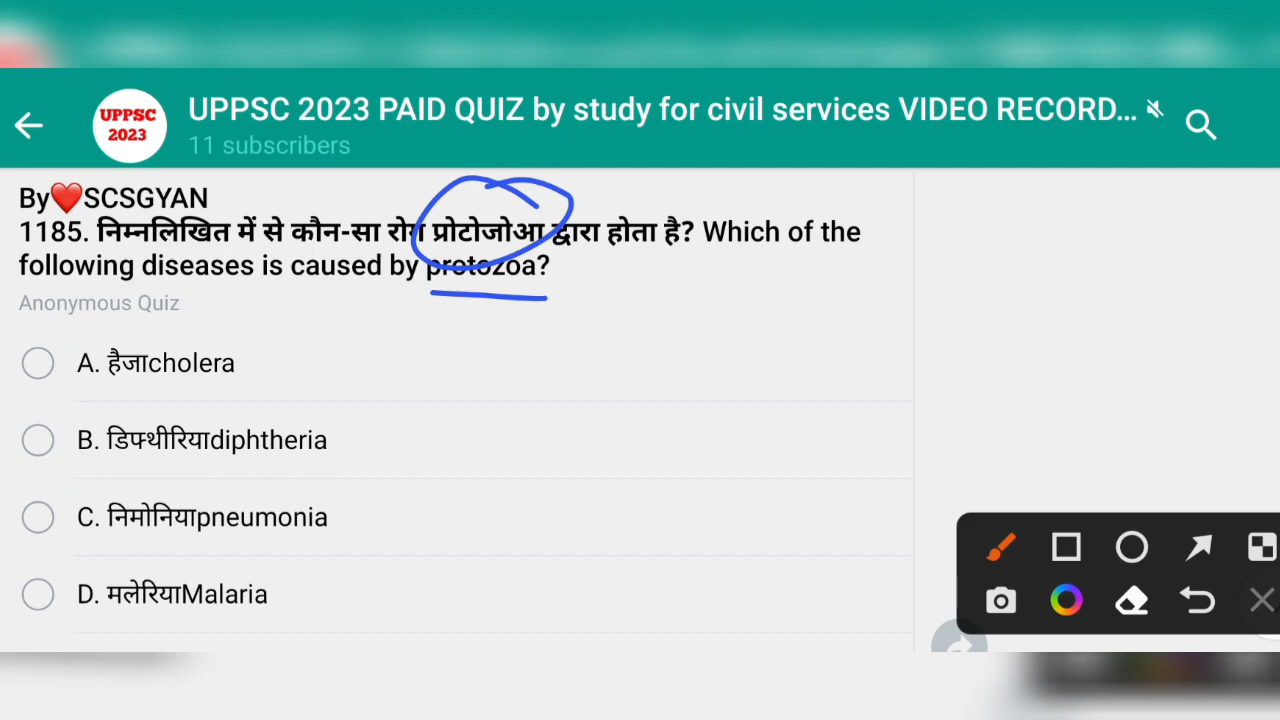 UPPSC
2023
UPPSC 2023 PAID QUIZ by study for civil services VIDEO RECORD...
11 subscribers
By❤️SCSGYAN
1185. निम्नलिखित में से कौन-सा रोग प्रोटोजोआ द्वारा होता है? Which of the
following diseases is caused by protozoa?
Anonymous Quiz
A. हैजाcholera
B. डिफ्थीरियाdiphtheria
C. निमोनियाpneumonia
D. मलेरियाMalaria